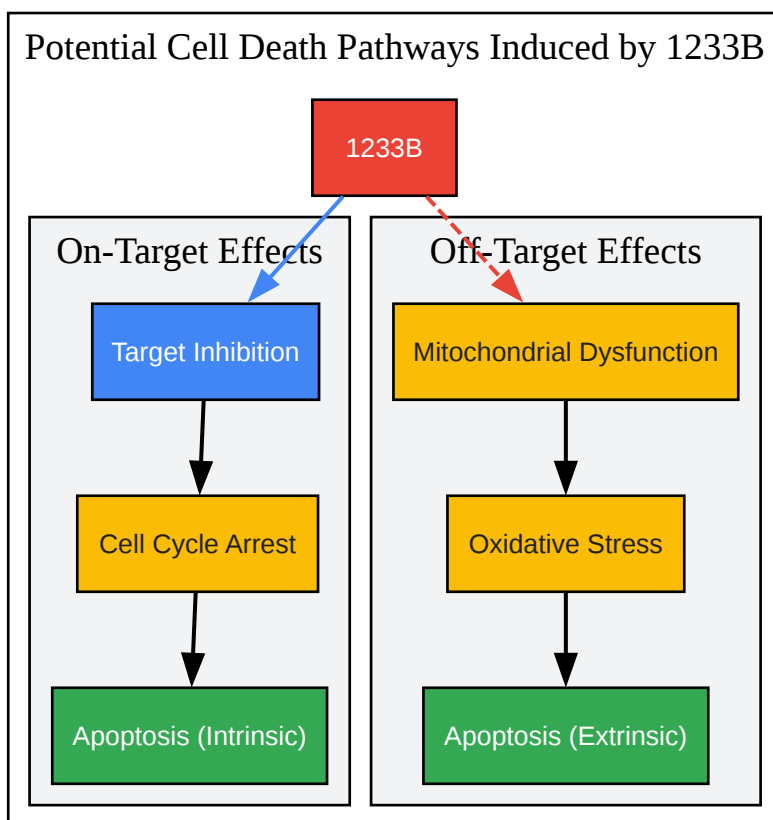 Potential Cell Death Pathways Induced by 1233B
1233B
On-Target Effects
Target Inhibition
Cell Cycle Arrest
Apoptosis (Intrinsic)
Off-Target Effects
Mitochondrial Dysfunction
Oxidative Stress
Apoptosis (Extrinsic)